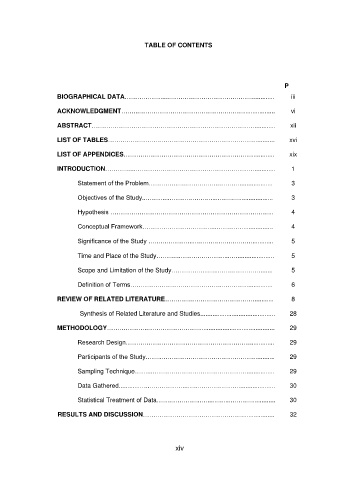 TABLE OF CONTENTS
P
BIOGRAPHICAL DATA……………………………………………………… iii
ACKNOWLEDGMENT……………………………………………………… vi
ABSTRACT……………………………………………………………… xii
LIST OF TABLES………………………………………………………… xvi
LIST OF APPENDICES…………………………………………………… xix
INTRODUCTION………………………………………………………… 1
Statement of the Problem………………………………………… 3
Objectives of the Study…………………………………………… 3
Hypothesis ………………………………………………………… 4
Conceptual Framework…………………………………………… 4
Significance of the Study ………………………………………… 5
Time and Place of the Study……………………………………… 5
Scope and Limitation of the Study………………………………… 5
Definition of Terms………………………………………………… 6
REVIEW OF RELATED LITERATURE…………………………………… 8
Synthesis of Related Literature and Studies……………………… 28
METHODOLOGY………………………………………………………… 29
Research Design…………………………………………………… 29
Participants of the Study…………………………………………… 29
Sampling Technique……………………………………………… 29
Data Gathered……………………………………………………… 30
Statistical Treatment of Data……………………………………… 30
RESULTS AND DISCUSSION…………………………………………… 32
xiv